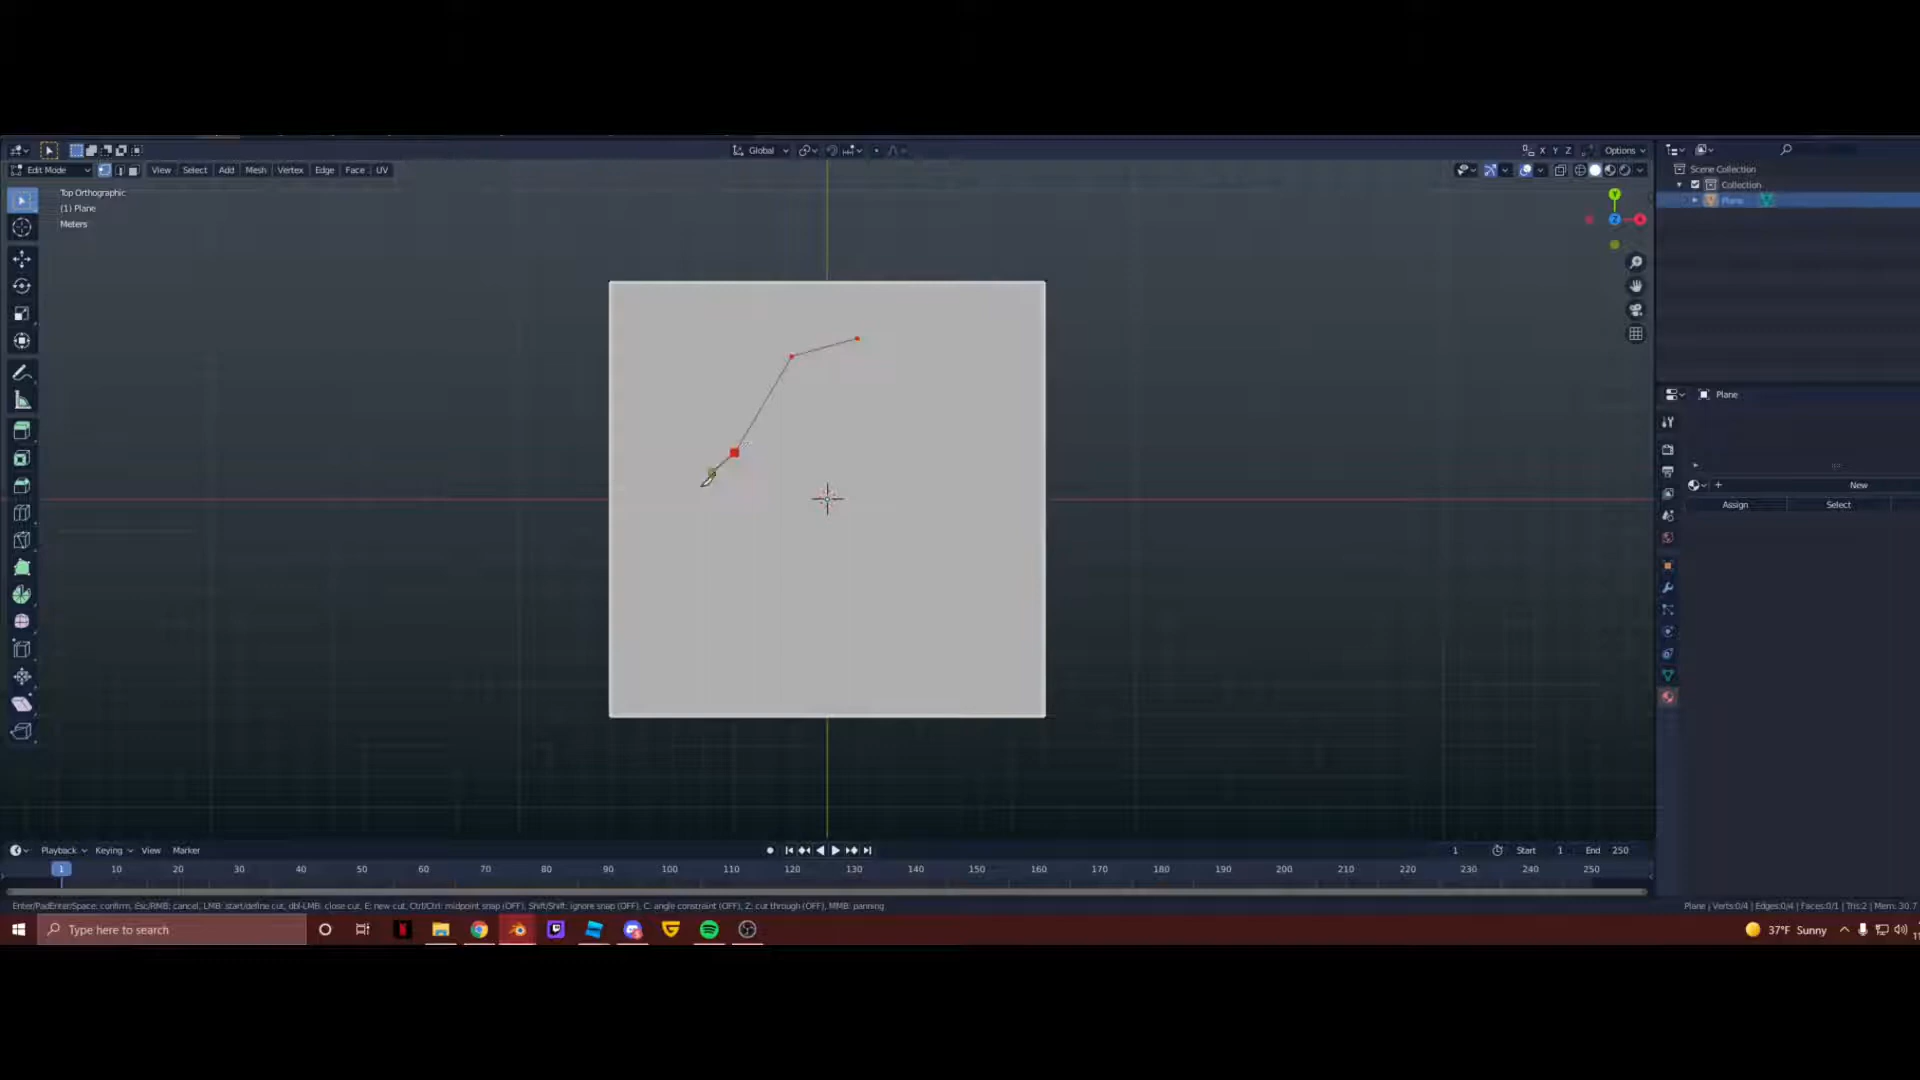 Global
X Y Z
Options
Edit Mode
View Select Add Mesh Vertex Edge Face UV
Top Orthographic
(1) Plane
Meters
Y
Z
Scene Collection
Collection
Plane
Plane
New
Assign
Select
Playback Keying View Marker
1 Start 1 End 250
1 10 20 30 40 50 60 70 80 90 100 110 120 130 140 150 160 170 180 190 200 210 220 230 240 250
Enter/PadEnter/Space: confirm, Esc/RMB: cancel, LMB: start/define cut, dbl-LMB: close cut, E: new cut, Ctrl/Ctrl: midpoint snap (OFF), Shift/Shift: ignore snap (OFF), C: angle constraint (OFF), Z: cut through (OFF), MMB: panning
Plane | Verts:0/4 | Edges:0/4 | Faces:0/1 | Tris:2 | Mem: 30.7
Type here to search
37°F Sunny